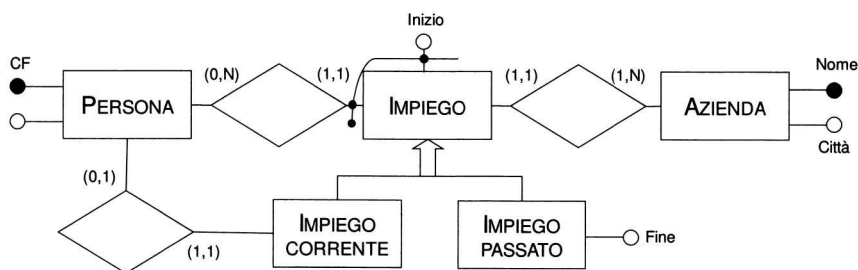 Inizio
CF
(0,N)
(1,1)
(1,1)
(1,N)
Nome
PERSONA
IMPIEGO
AZIENDA
Città
(0,1)
(1,1)
IMPIEGO
CORRENTE
IMPIEGO
PASSATO
Fine